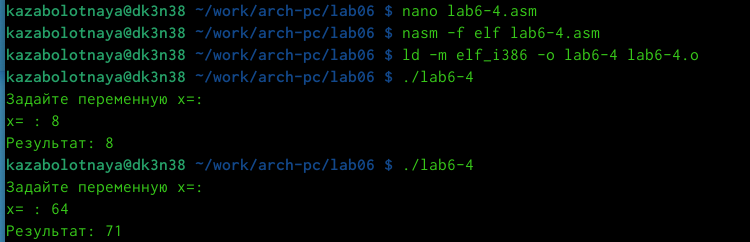 kazabolotnaya@dk3n38 ~/work/arch-pc/lab06 $ nano lab6-4.asm
kazabolotnaya@dk3n38 ~/work/arch-pc/lab06 $ nasm -f elf lab6-4.asm
kazabolotnaya@dk3n38 ~/work/arch-pc/lab06 $ ld -m elf_i386 -o lab6-4 lab6-4.o
kazabolotnaya@dk3n38 ~/work/arch-pc/lab06 $ ./lab6-4
Задайте переменную x=:
x= : 8
Результат: 8
kazabolotnaya@dk3n38 ~/work/arch-pc/lab06 $ ./lab6-4
Задайте переменную x=:
x= : 64
Результат: 71